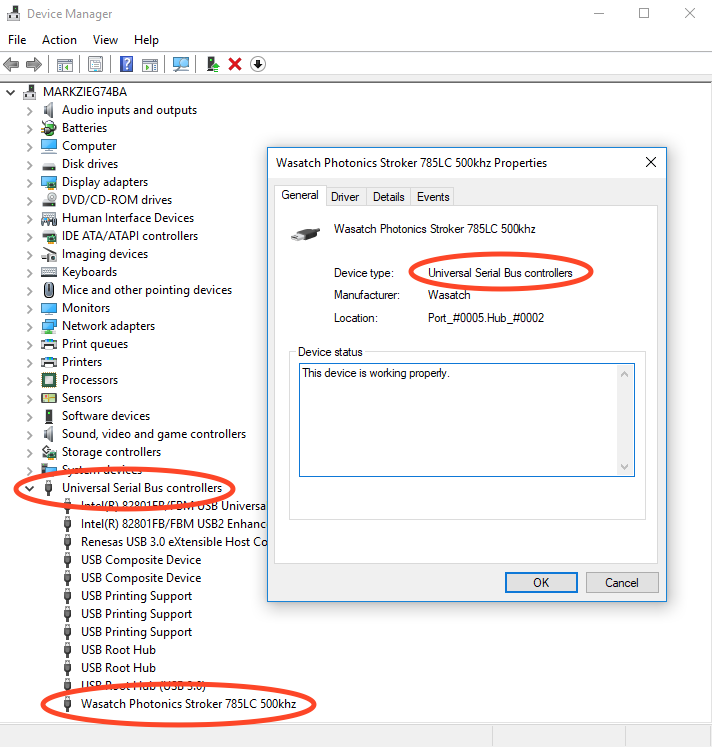 Device Manager
File Action View Help
MARKZIEG74BA
Audio inputs and outputs
Batteries
Computer
Disk drives
Display adapters
DVD/CD-ROM drives
Human Interface Devices
IDE ATA/ATAPI controllers
Imaging devices
Keyboards
Mice and other pointing devices
Monitors
Network adapters
Print queues
Printers
Processors
Sensors
Software devices
Sound, video and game controllers
Storage controllers
System devices
Universal Serial Bus controllers
Intel(R) 82801FB/FBM USB Universa
Intel(R) 82801FB/FBM USB2 Enhanc
Renesas USB 3.0 eXtensible Host Co
USB Composite Device
USB Composite Device
USB Printing Support
USB Printing Support
USB Printing Support
USB Root Hub
USB Root Hub
USB Root Hub (USB 3.0)
Wasatch Photonics Stroker 785LC 500khz
Wasatch Photonics Stroker 785LC 500khz Properties
General Driver Details Events
Wasatch Photonics Stroker 785LC 500khz
Device type: Universal Serial Bus controllers
Manufacturer: Wasatch
Location: Port_#0005.Hub_#0002
Device status
This device is working properly.
OK Cancel